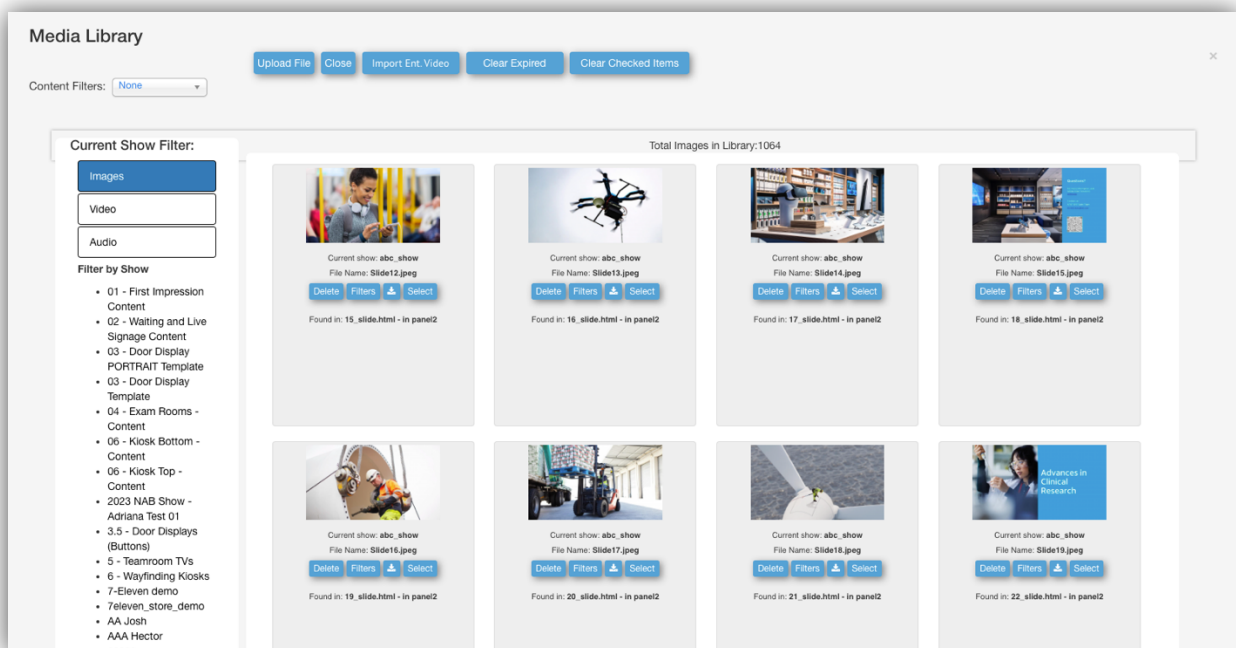 Media Library
Upload File
Close
Import Ent. Video
Clear Expired
Clear Checked Items
×
Content Filters:
None
Current Show Filter:
Total Images in Library:1064
Images
Video
Audio
Filter by Show
• 01 - First Impression
Content
• 02 - Waiting and Live
Signage Content
• 03 - Door Display
PORTRAIT Template
• 03 - Door Display
Template
• 04 - Exam Rooms -
Content
• 06 - Kiosk Bottom -
Content
• 06 - Kiosk Top -
Content
• 2023 NAB Show -
Adriana Test 01
• 3.5 - Door Displays
(Buttons)
• 5 - Teamroom TVs
• 6 - Wayfinding Kiosks
• 7-Eleven demo
• 7eleven_store_demo
• AA Josh
• AAA Hector
Current show: abc_show
File Name: Slide12.jpeg
Delete Filters Select
Found in: 15_slide.html - in panel2
Current show: abc_show
File Name: Slide13.jpeg
Delete Filters Select
Found in: 16_slide.html - in panel2
Current show: abc_show
File Name: Slide14.jpeg
Delete Filters Select
Found in: 17_slide.html - in panel2
Current show: abc_show
File Name: Slide15.jpeg
Delete Filters Select
Found in: 18_slide.html - in panel2
Current show: abc_show
File Name: Slide16.jpeg
Delete Filters Select
Found in: 19_slide.html - in panel2
Current show: abc_show
File Name: Slide17.jpeg
Delete Filters Select
Found in: 20_slide.html - in panel2
Current show: abc_show
File Name: Slide18.jpeg
Delete Filters Select
Found in: 21_slide.html - in panel2
Advances in
Clinical
Research
Current show: abc_show
File Name: Slide19.jpeg
Delete Filters Select
Found in: 22_slide.html - in panel2